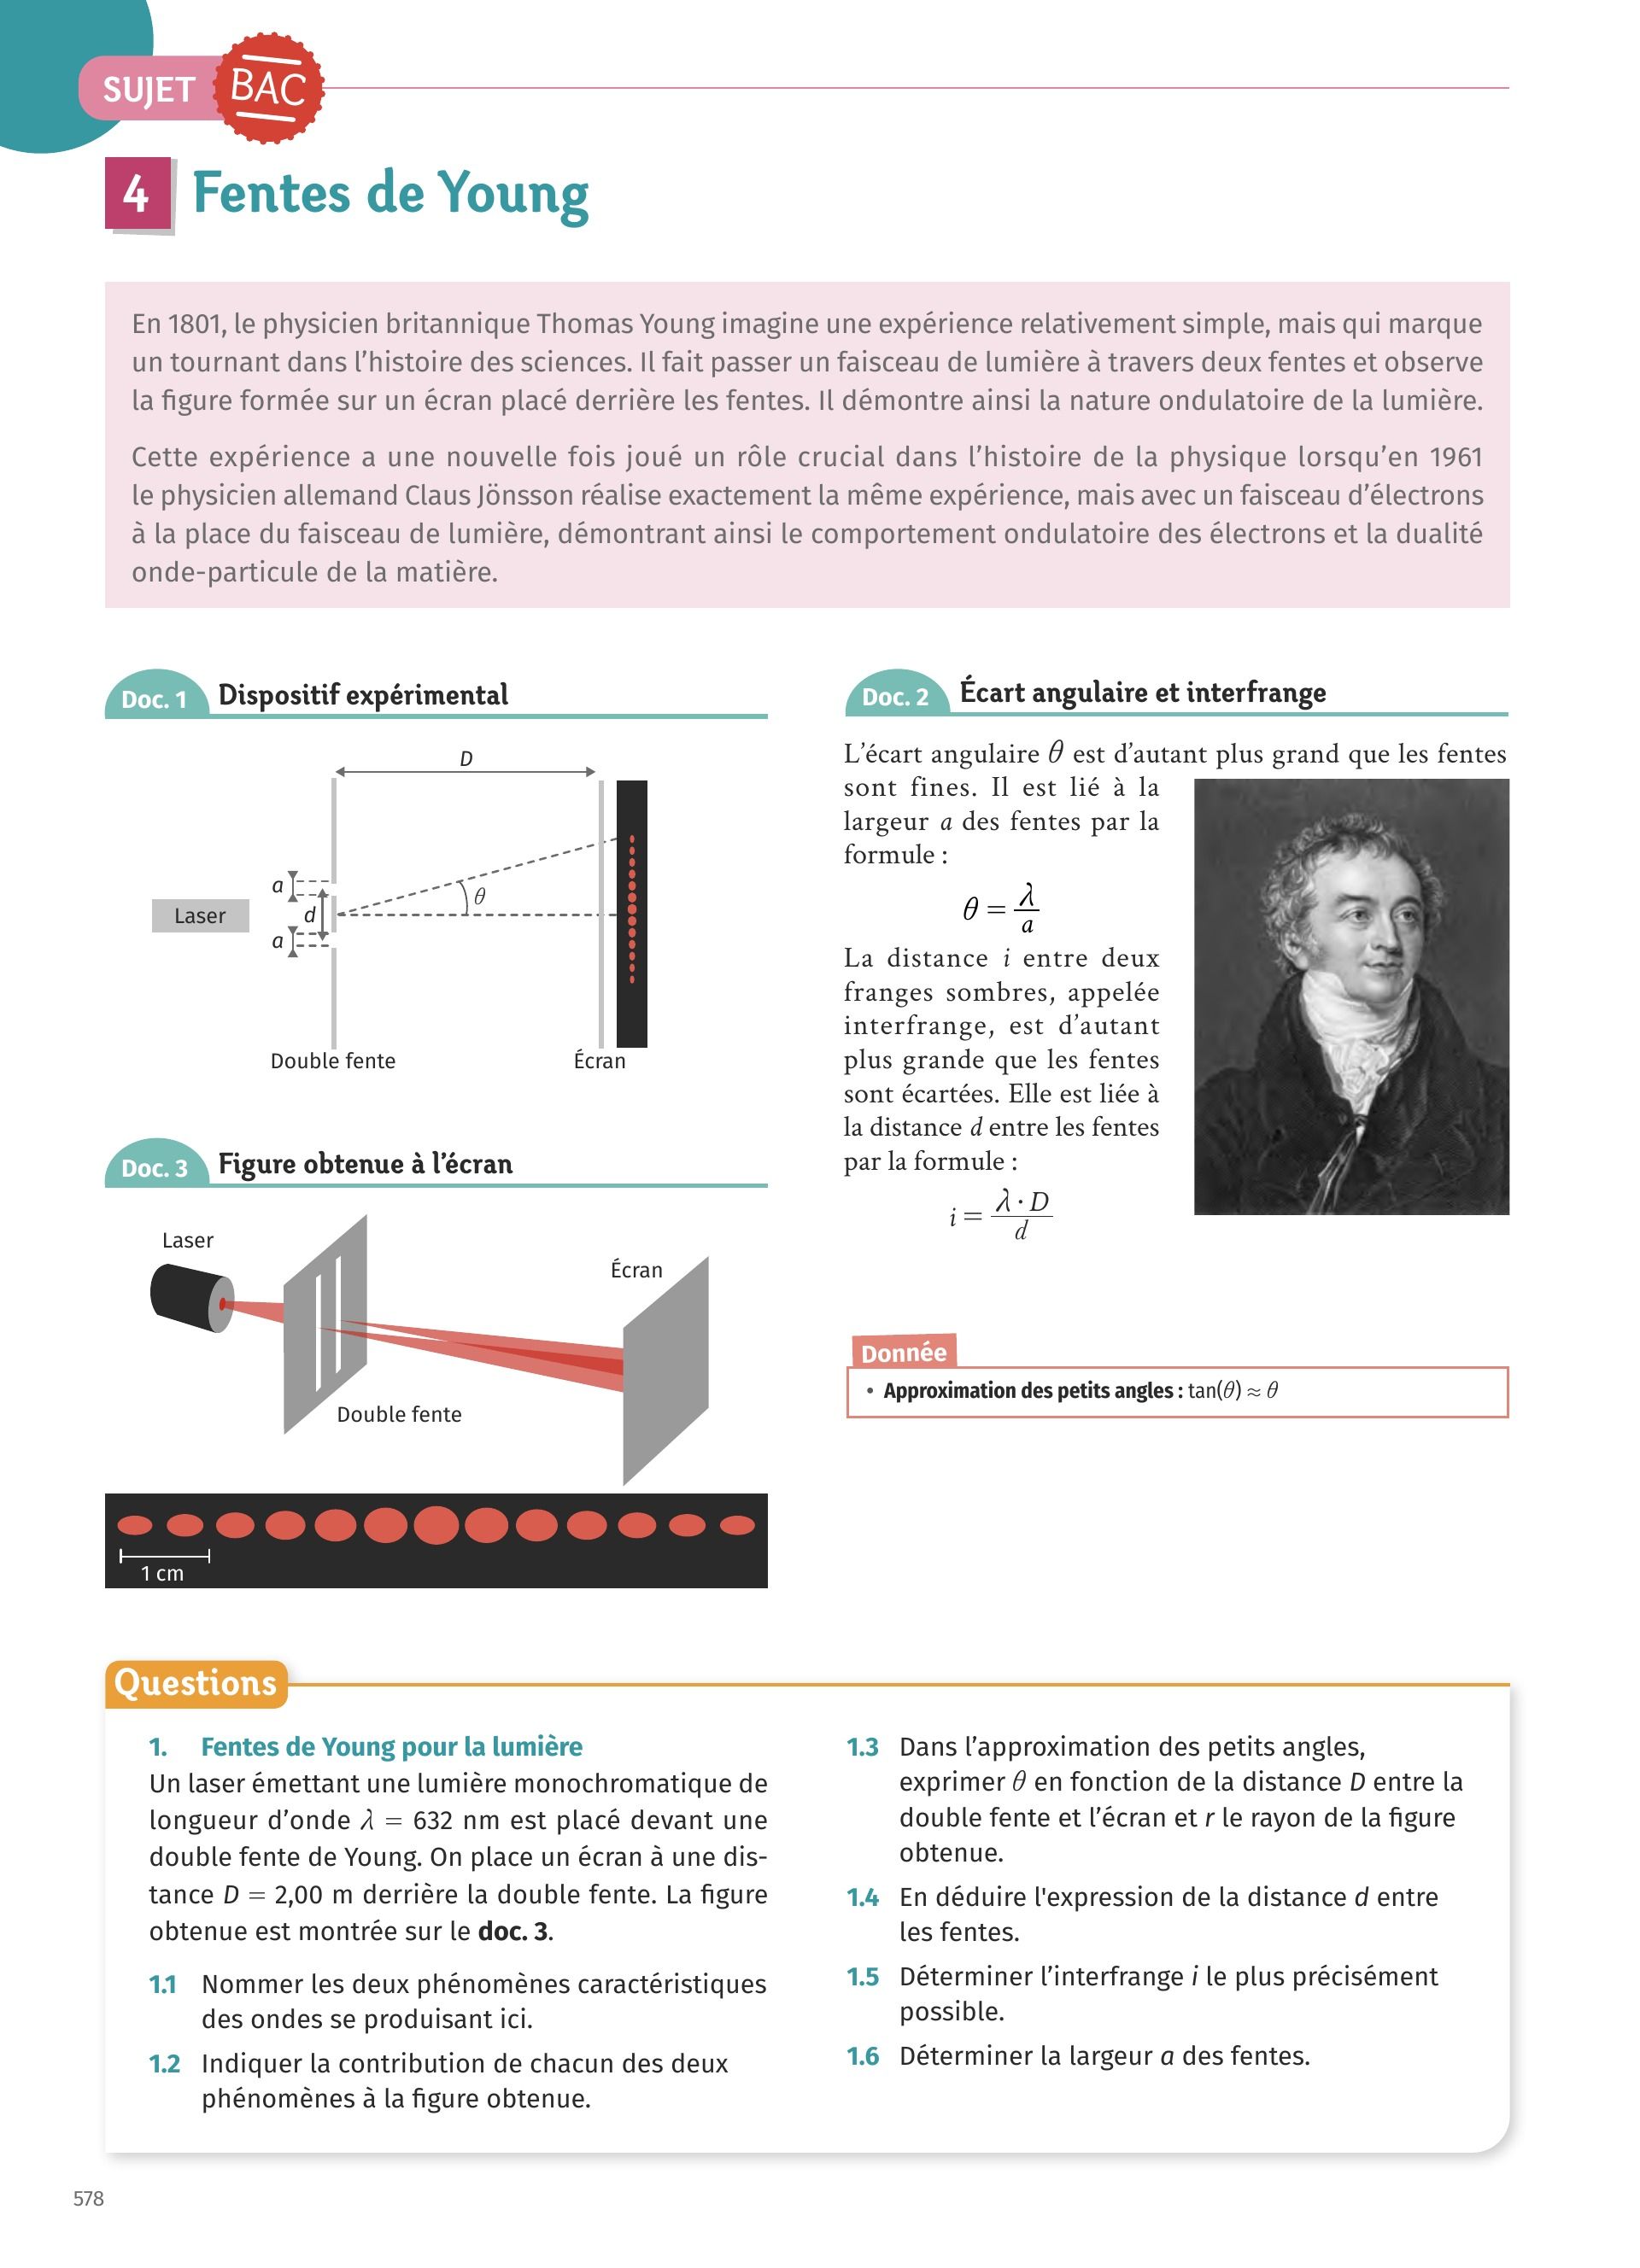 SUJET BAC
4 Fentes de Young
En 1801, le physicien britannique Thomas Young imagine une expérience relativement simple, mais qui marque
un tournant dans l'histoire des sciences. Il fait passer un faisceau de lumière à travers deux fentes et observe
la figure formée sur un écran placé derrière les fentes. Il démontre ainsi la nature ondulatoire de la lumière.
Cette expérience a une nouvelle fois joué un rôle crucial dans l'histoire de la physique lorsqu'en 1961
le physicien allemand Claus Jönsson réalise exactement la même expérience, mais avec un faisceau d'électrons
à la place du faisceau de lumière, démontrant ainsi le comportement ondulatoire des électrons et la dualité
onde-particule de la matière.
Doc. 1 Dispositif expérimental
D
a
θ
Laser
d
a
Double fente
Écran
Doc. 2 Écart angulaire et interfrange
L'écart angulaire θ est d'autant plus grand que les fentes
sont fines. Il est lié à la
largeur a des fentes par la
formule :
θ = λ/a
La distance i entre deux
franges sombres, appelée
interfrange, est d'autant
plus grande que les fentes
sont écartées. Elle est liée à
la distance d entre les fentes
par la formule :
i = λ · D/d
Doc. 3 Figure obtenue à l'écran
Laser
Écran
Double fente
1 cm
Donnée
• Approximation des petits angles : tan(θ) ≈ θ
Questions
1. Fentes de Young pour la lumière
Un laser émettant une lumière monochromatique de
longueur d'onde λ = 632 nm est placé devant une
double fente de Young. On place un écran à une dis-
tance D = 2,00 m derrière la double fente. La figure
obtenue est montrée sur le doc. 3.
1.1 Nommer les deux phénomènes caractéristiques
des ondes se produisant ici.
1.2 Indiquer la contribution de chacun des deux
phénomènes à la figure obtenue.
1.3 Dans l'approximation des petits angles,
exprimer θ en fonction de la distance D entre la
double fente et l'écran et r le rayon de la figure
obtenue.
1.4 En déduire l'expression de la distance d entre
les fentes.
1.5 Déterminer l'interfrange i le plus précisément
possible.
1.6 Déterminer la largeur a des fentes.
578